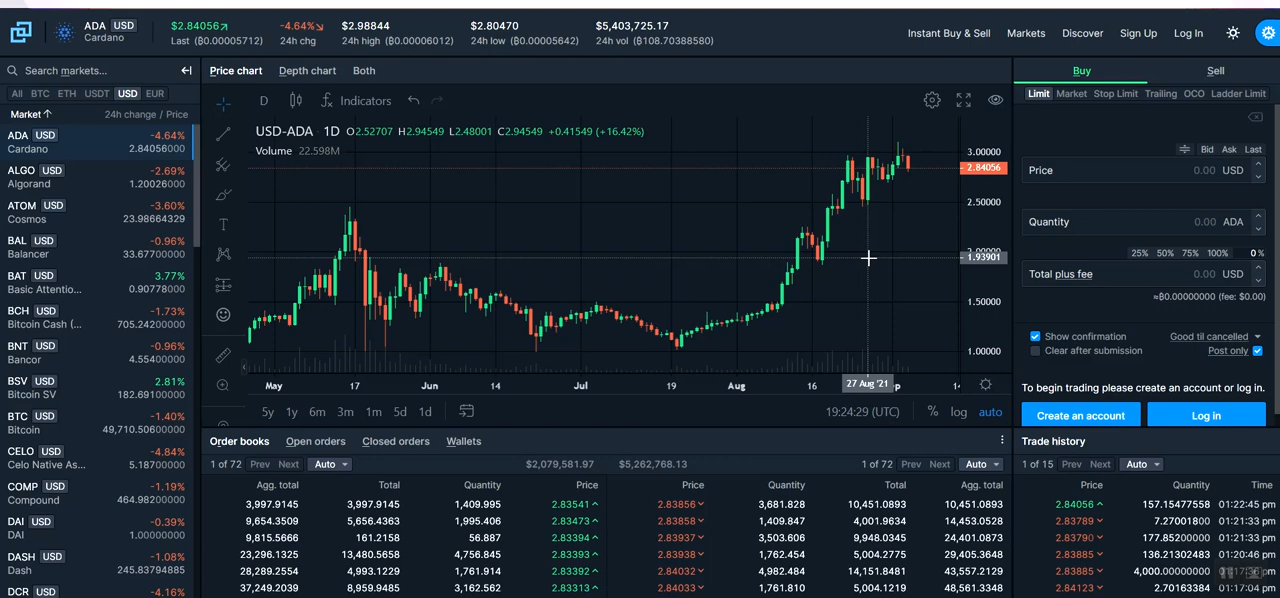 ADA USD
Cardano
$2.84056
Last (₿0.00005712)
-4.64%
24h chg
$2.98844
24h high (₿0.00006012)
$2.80470
24h low (₿0.00005642)
$5,403,725.17
24h vol (₿108.70388580)
Instant Buy & Sell Markets Discover Sign Up Log In
Search markets...
All BTC ETH USDT USD EUR
Market 24h change / Price
ADA USD -4.64%
Cardano 2.84056000
ALGO USD -2.69%
Algorand 1.20026000
ATOM USD -3.60%
Cosmos 23.98664329
BAL USD -0.96%
Balancer 33.67700000
BAT USD 3.77%
Basic Attentio... 0.90778000
BCH USD -1.73%
Bitcoin Cash (... 705.24200000
BNT USD -0.96%
Bancor 4.55400000
BSV USD 2.81%
Bitcoin SV 182.69100000
BTC USD -1.40%
Bitcoin 49,710.50600000
CELO USD -4.84%
Celo Native As... 5.18700000
COMP USD -1.19%
Compound 464.98200000
DAI USD -0.39%
DAI 1.00000000
DASH USD -1.08%
Dash 245.83794885
DCR USD -4.16%
Price chart Depth chart Both
D Indicators
USD-ADA 1D O2.52707 H2.94549 L2.48001 C2.94549 +0.41549 (+16.42%)
Volume 22.598M
3.00000
2.84056
2.50000
2.00000
1.93901
1.50000
1.00000
May 17 Jun 14 Jul 19 Aug 16 27 Aug '21
5y 1y 6m 3m 1m 5d 1d
19:24:29 (UTC) % log auto
Order books Open orders Closed orders Wallets
1 of 72 Prev Next Auto $2,079,581.97 $5,262,768.13 1 of 72 Prev Next Auto
Agg. total Total Quantity Price Price Quantity Total Agg. total
3,997.9145 3,997.9145 1,409.995 2.83541 2.83856 3,681.828 10,451.0893 10,451.0893
9,654.3509 5,656.4363 1,995.406 2.83473 2.83858 1,409.847 4,001.9634 14,453.0528
9,815.5666 161.2158 56.887 2.83394 2.83937 3,503.606 9,948.0345 24,401.0873
23,296.1325 13,480.5658 4,756.845 2.83393 2.83938 1,762.454 5,004.2775 29,405.3648
28,289.2554 4,993.1229 1,761.914 2.83392 2.84032 4,982.484 14,151.8481 43,557.2129
37,249.2039 8,959.9485 3,162.562 2.83313 2.84033 1,761.810 5,004.1219 48,561.3348
Buy Sell
Limit Market Stop Limit Trailing OCO Ladder Limit
Bid Ask Last
Price 0.00 USD
Quantity 0.00 ADA
25% 50% 75% 100% 0 %
Total plus fee 0.00 USD
≈₿0.00000000 (fee: $0.00)
Show confirmation Good til cancelled
Clear after submission Post only
To begin trading please create an account or log in.
Create an account Log in
Trade history
1 of 15 Prev Next Auto
Price Quantity Time
2.84056 157.15477558 01:22:45 pm
2.83789 7.27001800 01:21:33 pm
2.83790 177.85200000 01:21:33 pm
2.83885 136.21302483 01:20:46 pm
2.83885 4,000.00000000
2.84123 2.70163384 01:17:04 pm